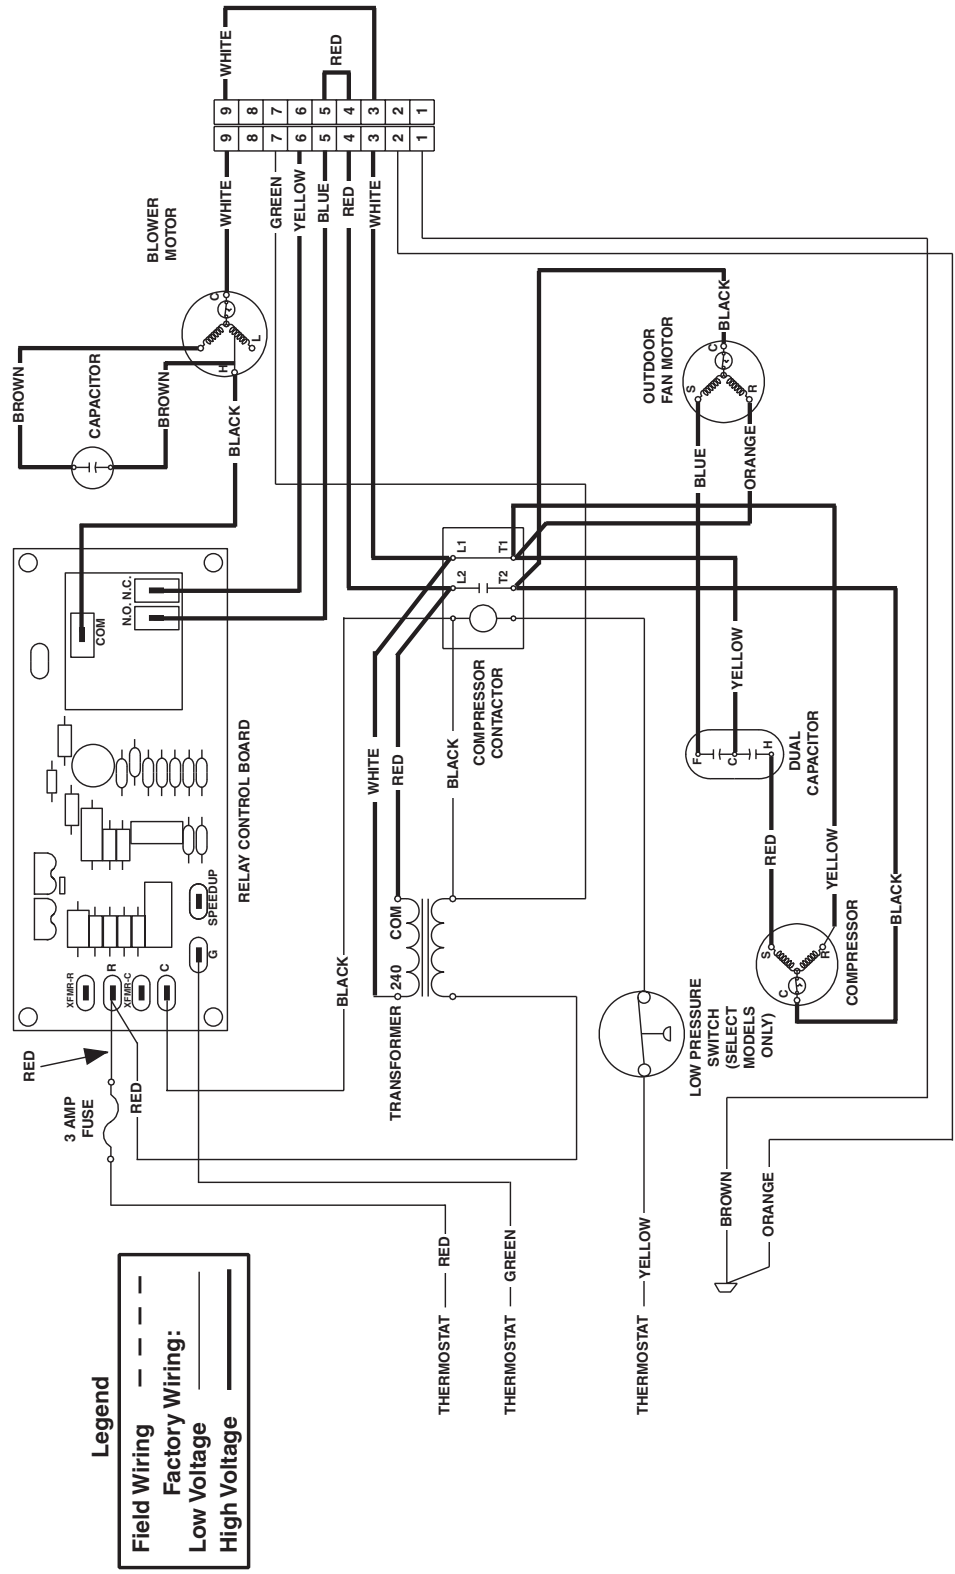 WHITE
RED
9 8 7 6 5 4 3 2 1
9 8 7 6 5 4 3 2 1
WHITE
GREEN
YELLOW
BLUE
RED
WHITE
BLOWER
MOTOR
C
L
H
BROWN
CAPACITOR
BROWN
BLACK
OUTDOOR
FAN MOTOR
BLACK
C
S
R
BLUE
ORANGE
COM
N.O.
N.C.
RELAY CONTROL BOARD
SPEEDUP
G
XFMR-R
R
XFMR-C
C
L1
T1
L2
T2
COMPRESSOR
CONTACTOR
WHITE
RED
BLACK
YELLOW
F
C
H
DUAL
CAPACITOR
RED
YELLOW
BLACK
S
R
C
COMPRESSOR
COM
240
TRANSFORMER
BLACK
LOW PRESSURE
SWITCH
(SELECT
MODELS
ONLY)
RED
3 AMP
FUSE
RED
THERMOSTAT
RED
THERMOSTAT
GREEN
THERMOSTAT
YELLOW
BROWN
ORANGE
Legend
Field Wiring
Factory Wiring:
Low Voltage
High Voltage